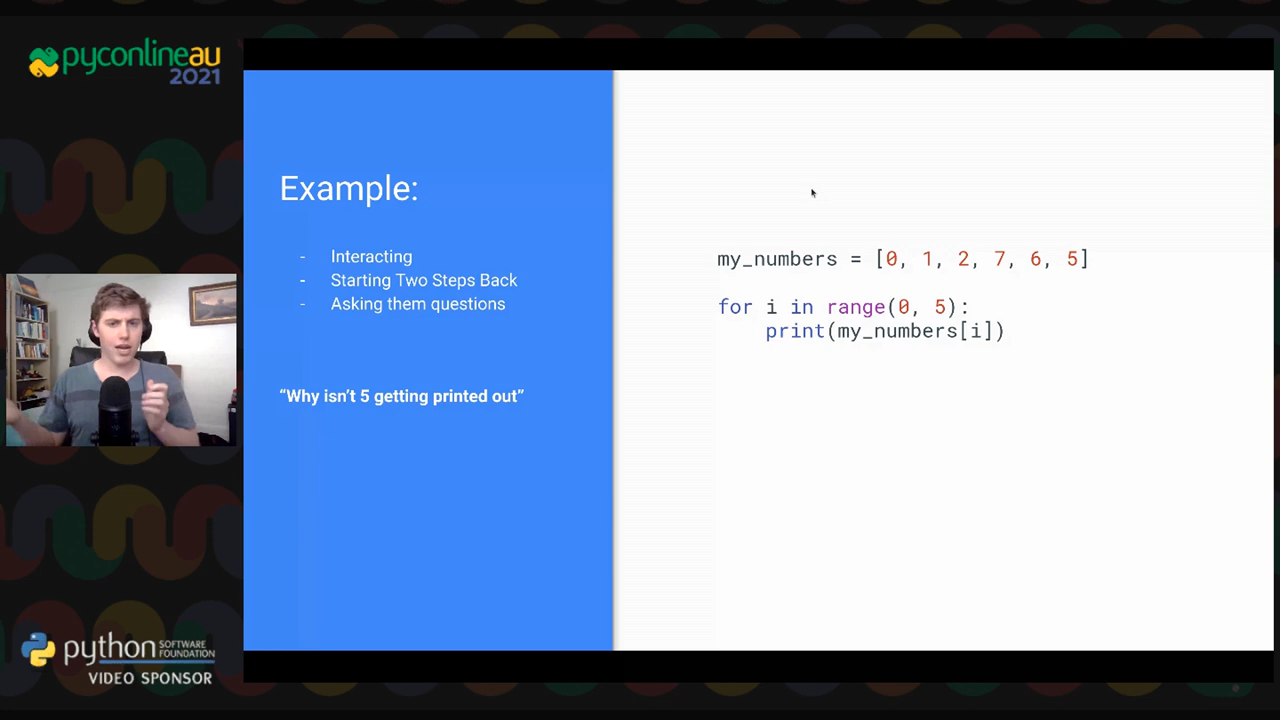 pyconlineau
2021
Example:
- Interacting
- Starting Two Steps Back
- Asking them questions
“Why isn’t 5 getting printed out”
my_numbers = [0, 1, 2, 7, 6, 5]
for i in range(0, 5):
    print(my_numbers[i])
python SOFTWARE FOUNDATION
VIDEO SPONSOR